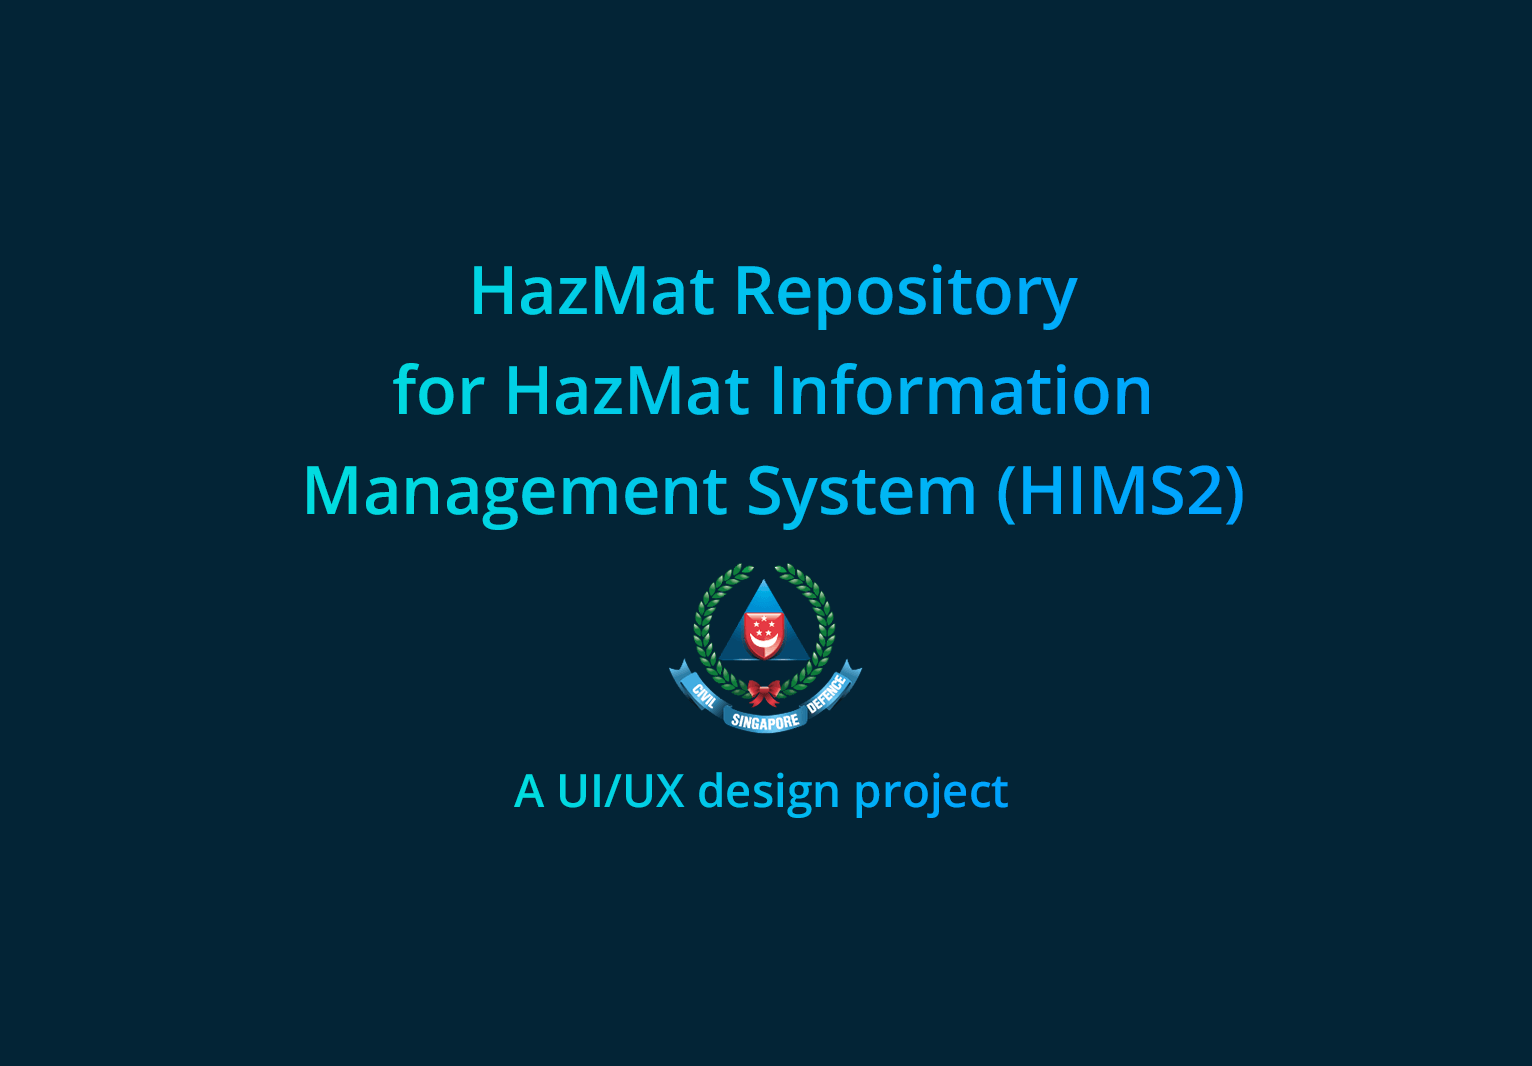 HazMat Repository
for HazMat Information
Management System (HIMS2)
CIVIL SINGAPORE DEFENCE
A UI/UX design project